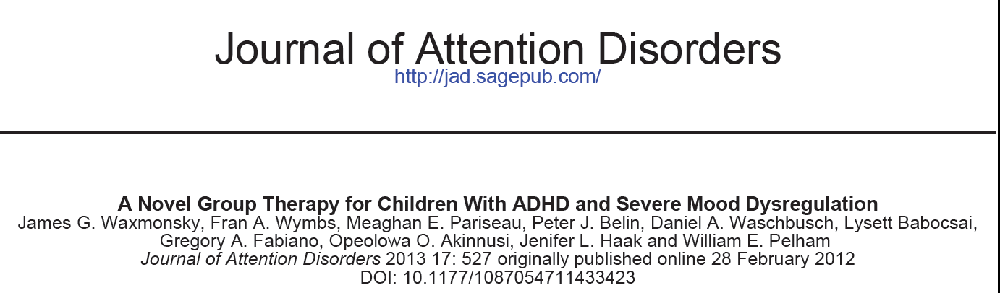 Journal of Attention Disorders
http://jad.sagepub.com/
A Novel Group Therapy for Children With ADHD and Severe Mood Dysregulation
James G. Waxmonsky, Fran A. Wymbs, Meaghan E. Pariseau, Peter J. Belin, Daniel A. Waschbusch, Lysett Babocsai,
Gregory A. Fabiano, Opeolowa O. Akinnusi, Jenifer L. Haak and William E. Pelham
Journal of Attention Disorders 2013 17: 527 originally published online 28 February 2012
DOI: 10.1177/1087054711433423